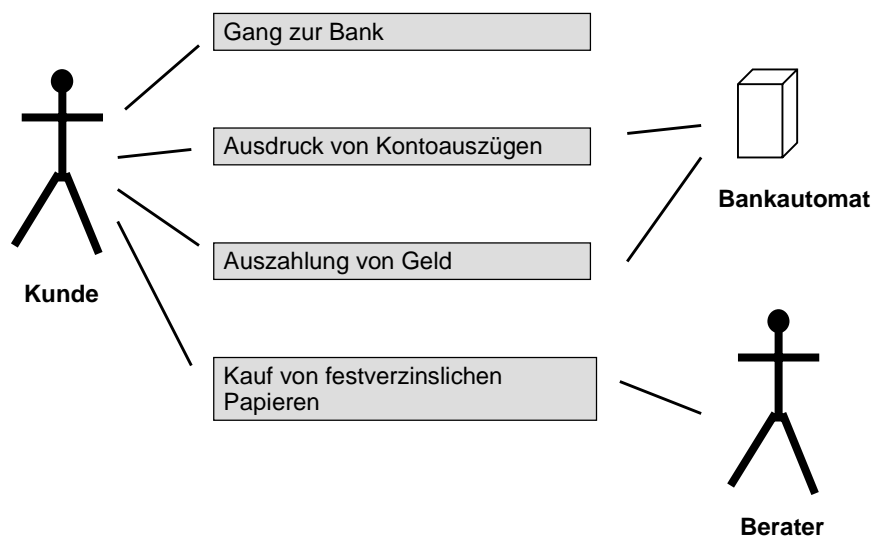 Gang zur Bank
Ausdruck von Kontoauszügen
Bankautomat
Auszahlung von Geld
Kunde
Kauf von festverzinslichen
Papieren
Berater